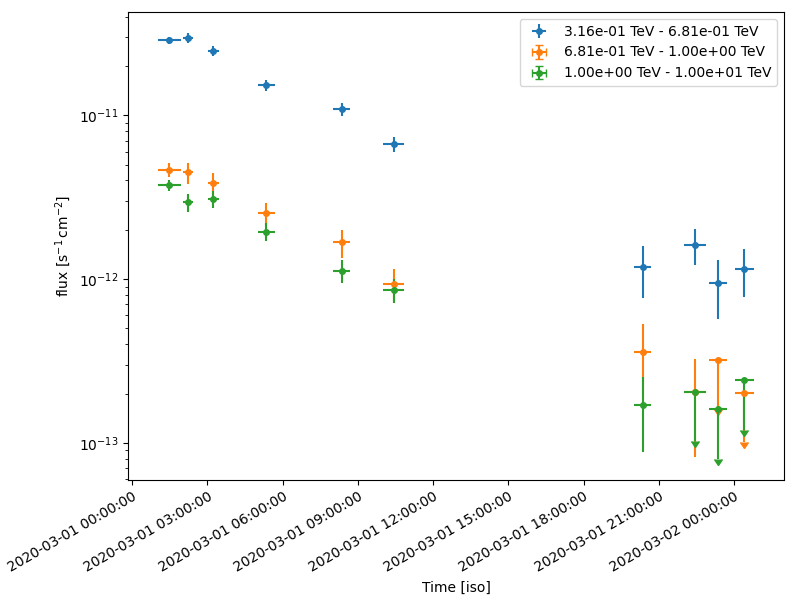 3.16e-01 TeV - 6.81e-01 TeV
6.81e-01 TeV - 1.00e+00 TeV
1.00e+00 TeV - 1.00e+01 TeV
flux [s⁻¹cm⁻²]
10⁻¹¹
10⁻¹²
10⁻¹³
2020-03-01 00:00:00
2020-03-01 03:00:00
2020-03-01 06:00:00
2020-03-01 09:00:00
2020-03-01 12:00:00
2020-03-01 15:00:00
2020-03-01 18:00:00
2020-03-01 21:00:00
2020-03-02 00:00:00
Time [iso]